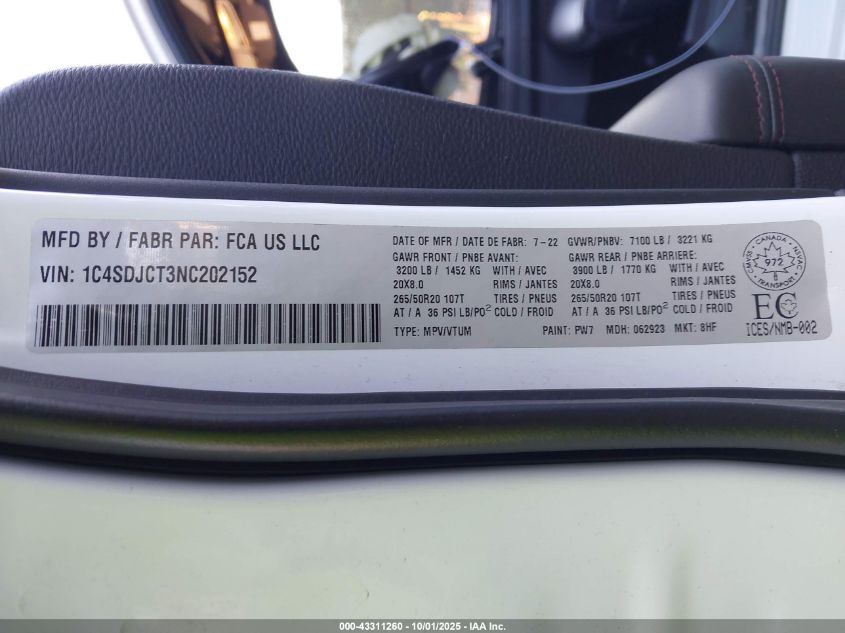 MFD BY / FABR PAR: FCA US LLC
VIN: 1C4SDJCT3NC202152
DATE OF MFR / DATE DE FABR: 7-22 GVWR/PNBV: 7100 LB / 3221 KG
GAWR FRONT / PNBE AVANT: GAWR REAR / PNBE ARRIERE:
3200 LB / 1452 KG WITH / AVEC 3900 LB / 1770 KG WITH / AVEC
20X8.0 RIMS / JANTES 20X8.0 RIMS / JANTES
265/50R20 107T TIRES / PNEUS 265/50R20 107T TIRES / PNEUS
AT / A 36 PSI LB/PO² COLD / FROID AT / A 36 PSI LB/PO² COLD / FROID
TYPE: MPV/VTUM PAINT: PW7 MDH: 062923 MKT: 8HF
CANADA
CMVSS NVSAC
972
TRANSPORT
EC
ICES/NMB-002
000-43311260 - 10/01/2025 - IAA Inc.